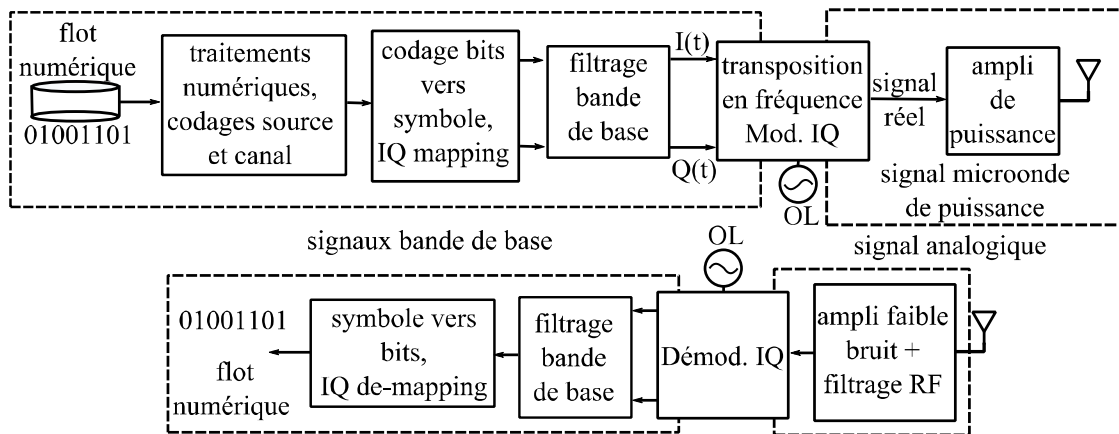 flot
numérique
01001101
traitements
numériques,
codages source
et canal
codage bits
vers
symbole,
IQ mapping
filtrage
bande
de base
I(t)
Q(t)
transposition
en fréquence
Mod. IQ
OL
signal
réel
ampli
de
puissance
signal microonde
de puissance
signaux bande de base
signal analogique
OL
01001101
flot
numérique
symbole vers
bits,
IQ de-mapping
filtrage
bande
de base
Démod. IQ
ampli faible
bruit +
filtrage RF